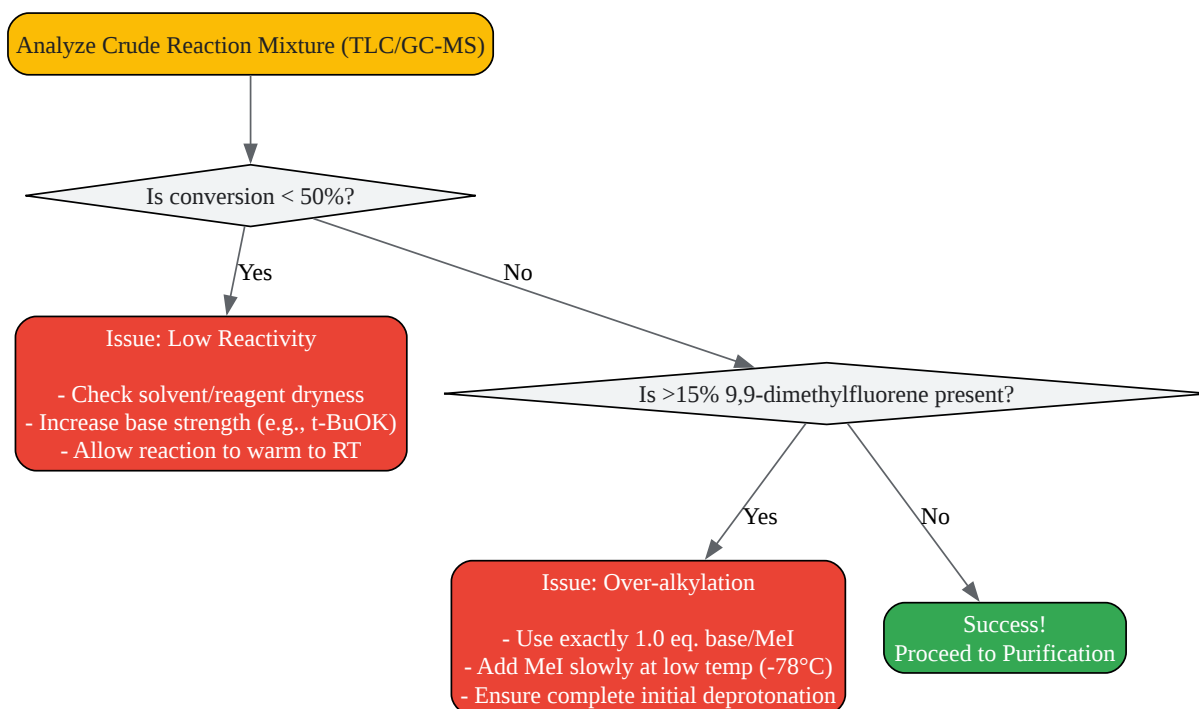 Analyze Crude Reaction Mixture (TLC/GC-MS)
Is conversion < 50%?
Yes
No
Issue: Low Reactivity
- Check solvent/reagent dryness
- Increase base strength (e.g., t-BuOK)
- Allow reaction to warm to RT
Is >15% 9,9-dimethylfluorene present?
Yes
No
Issue: Over-alkylation
- Use exactly 1.0 eq. base/MeI
- Add MeI slowly at low temp (-78°C)
- Ensure complete initial deprotonation
Success!
Proceed to Purification